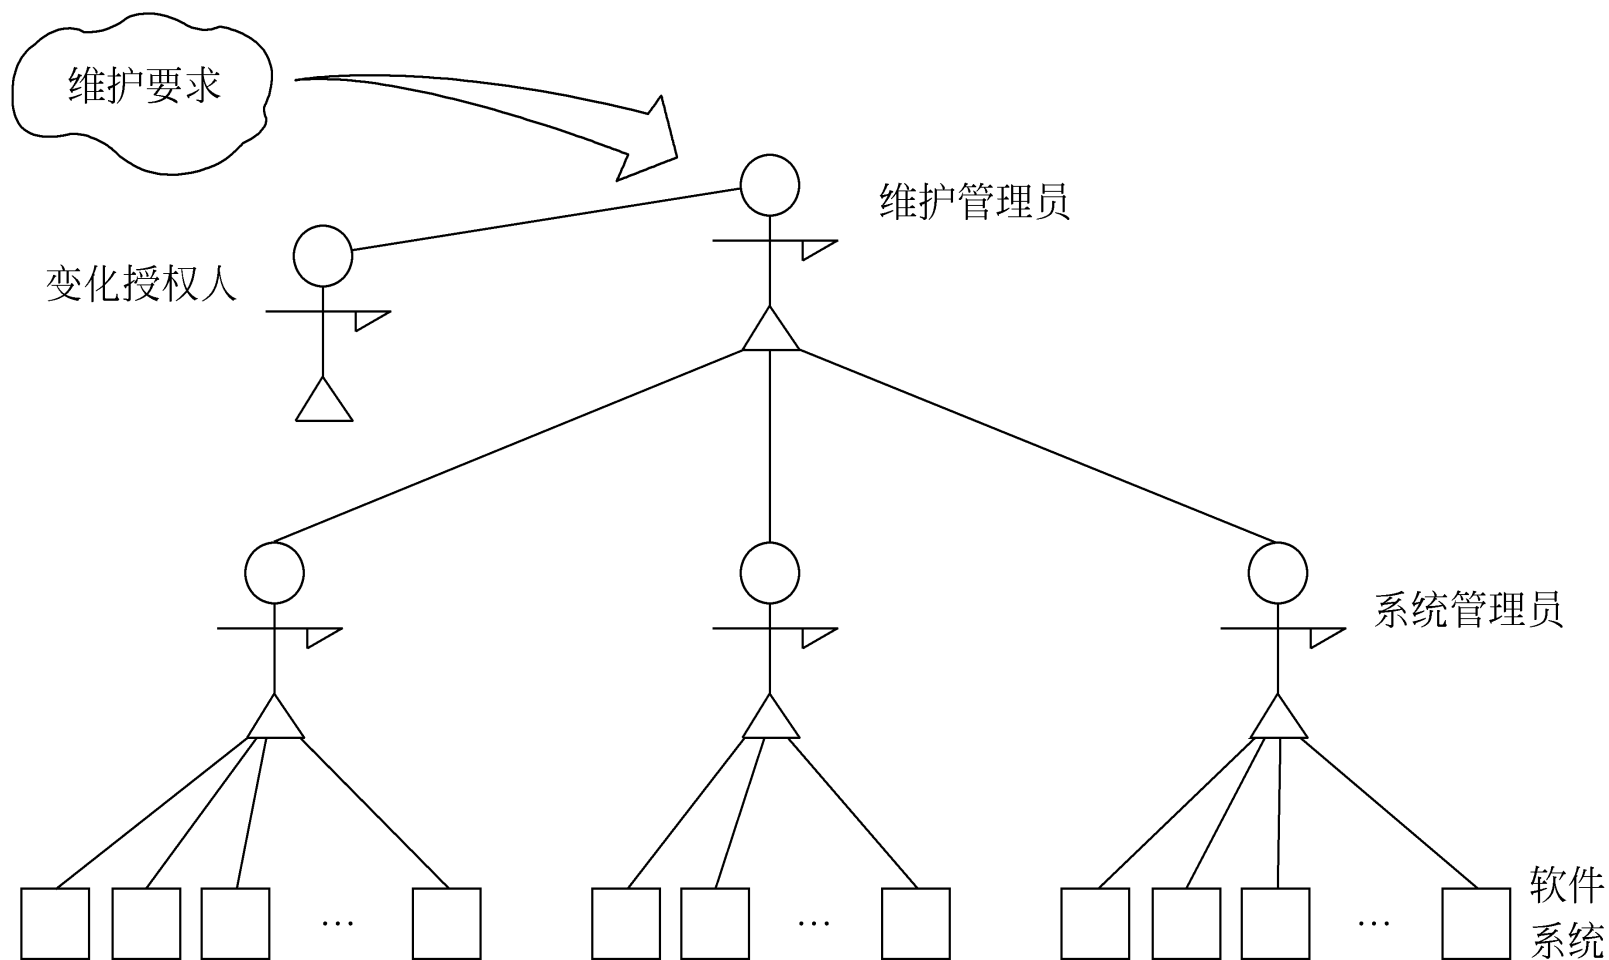 维护要求
维护管理员
变化授权人
系统管理员
…
…
…
软件
系统